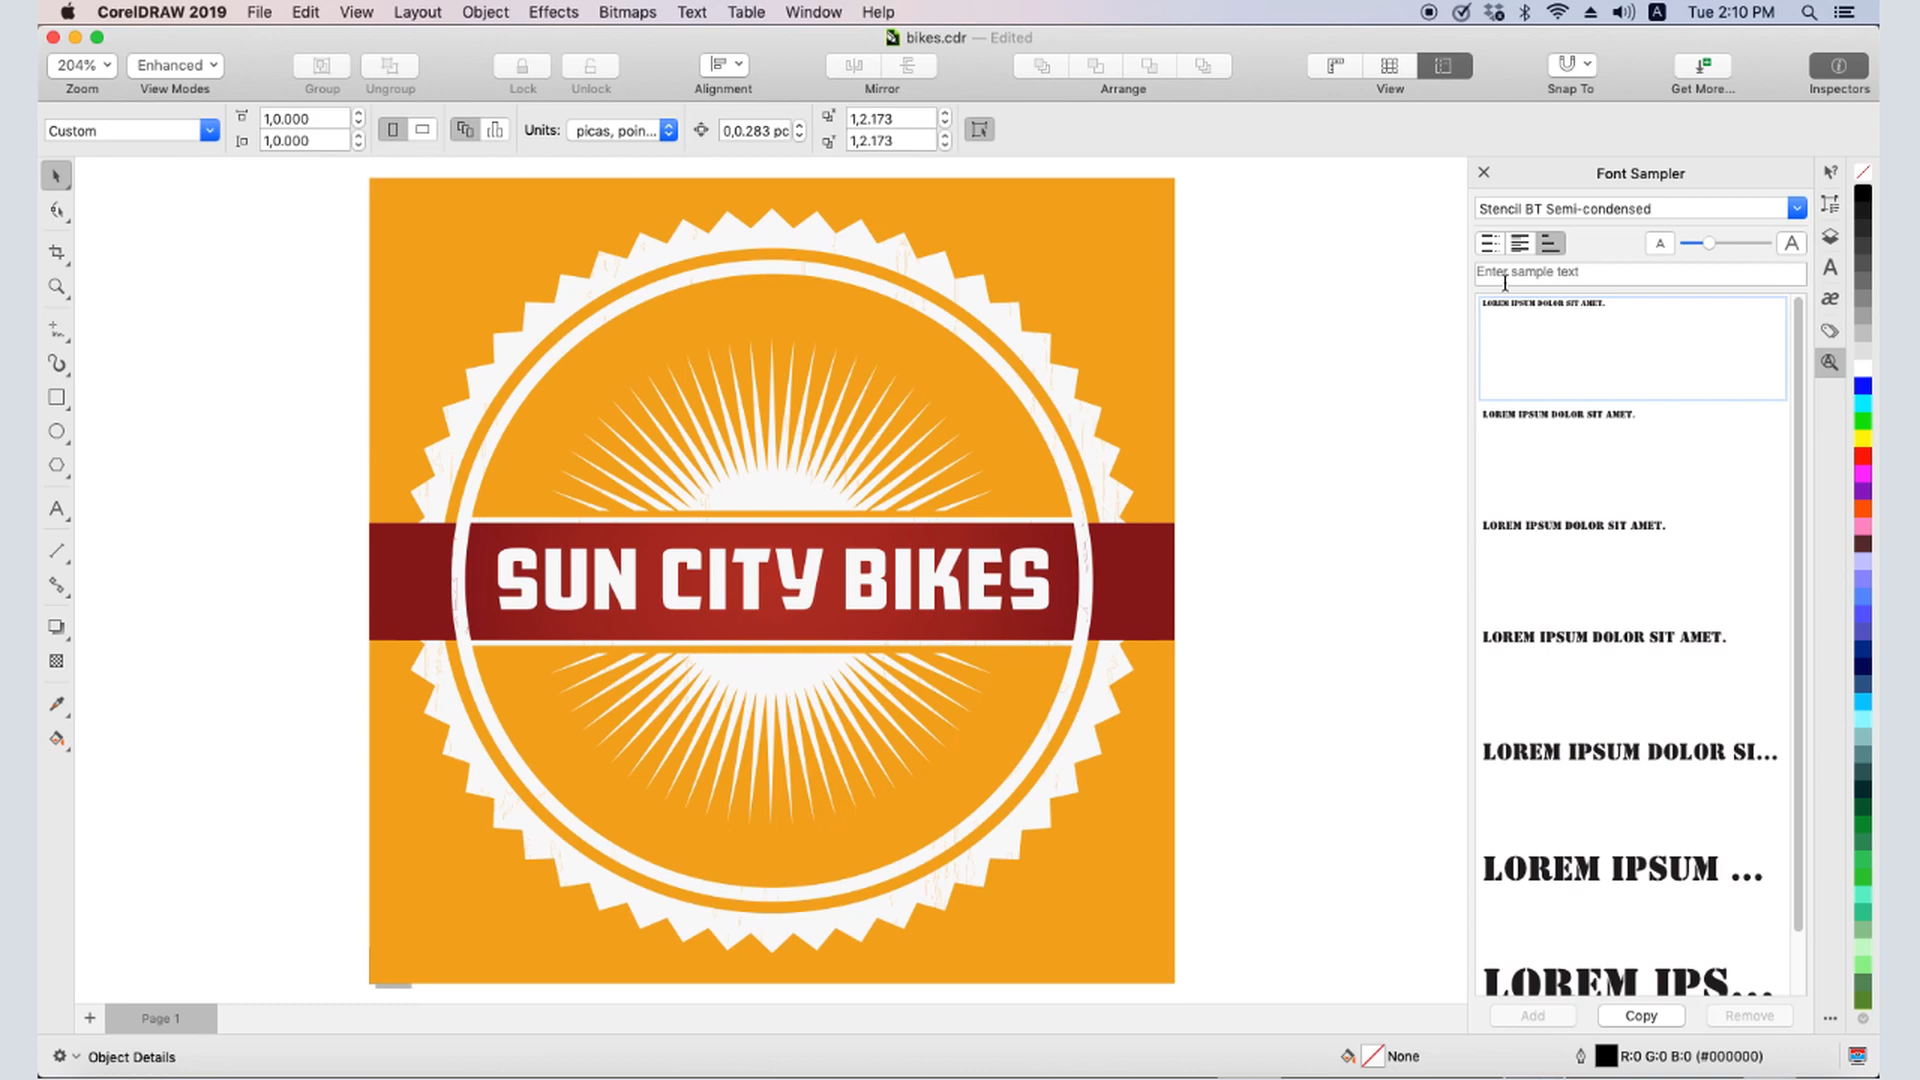 CorelDRAW 2019 File Edit View Layout Object Effects Bitmaps Text Table Window Help A Tue 2:10 PM
bikes.cdr — Edited
204% Enhanced
Zoom View Modes Group Ungroup Lock Unlock Alignment Mirror Arrange View Snap To Get More... Inspectors
Custom 1,0.000 1,0.000 Units: picas, poin... 0,0.283 pc 1,2.173 1,2.173
Font Sampler
Stencil BT Semi-condensed
A A
Enter sample text
LOREM IPSUM DOLOR SIT AMET.
LOREM IPSUM DOLOR SIT AMET.
LOREM IPSUM DOLOR SIT AMET.
SUN CITY BIKES
LOREM IPSUM DOLOR SIT AMET.
LOREM IPSUM DOLOR SI...
LOREM IPSUM ...
LOREM IPS...
Add Copy Remove
Page 1
Object Details None R:0 G:0 B:0 (#000000)